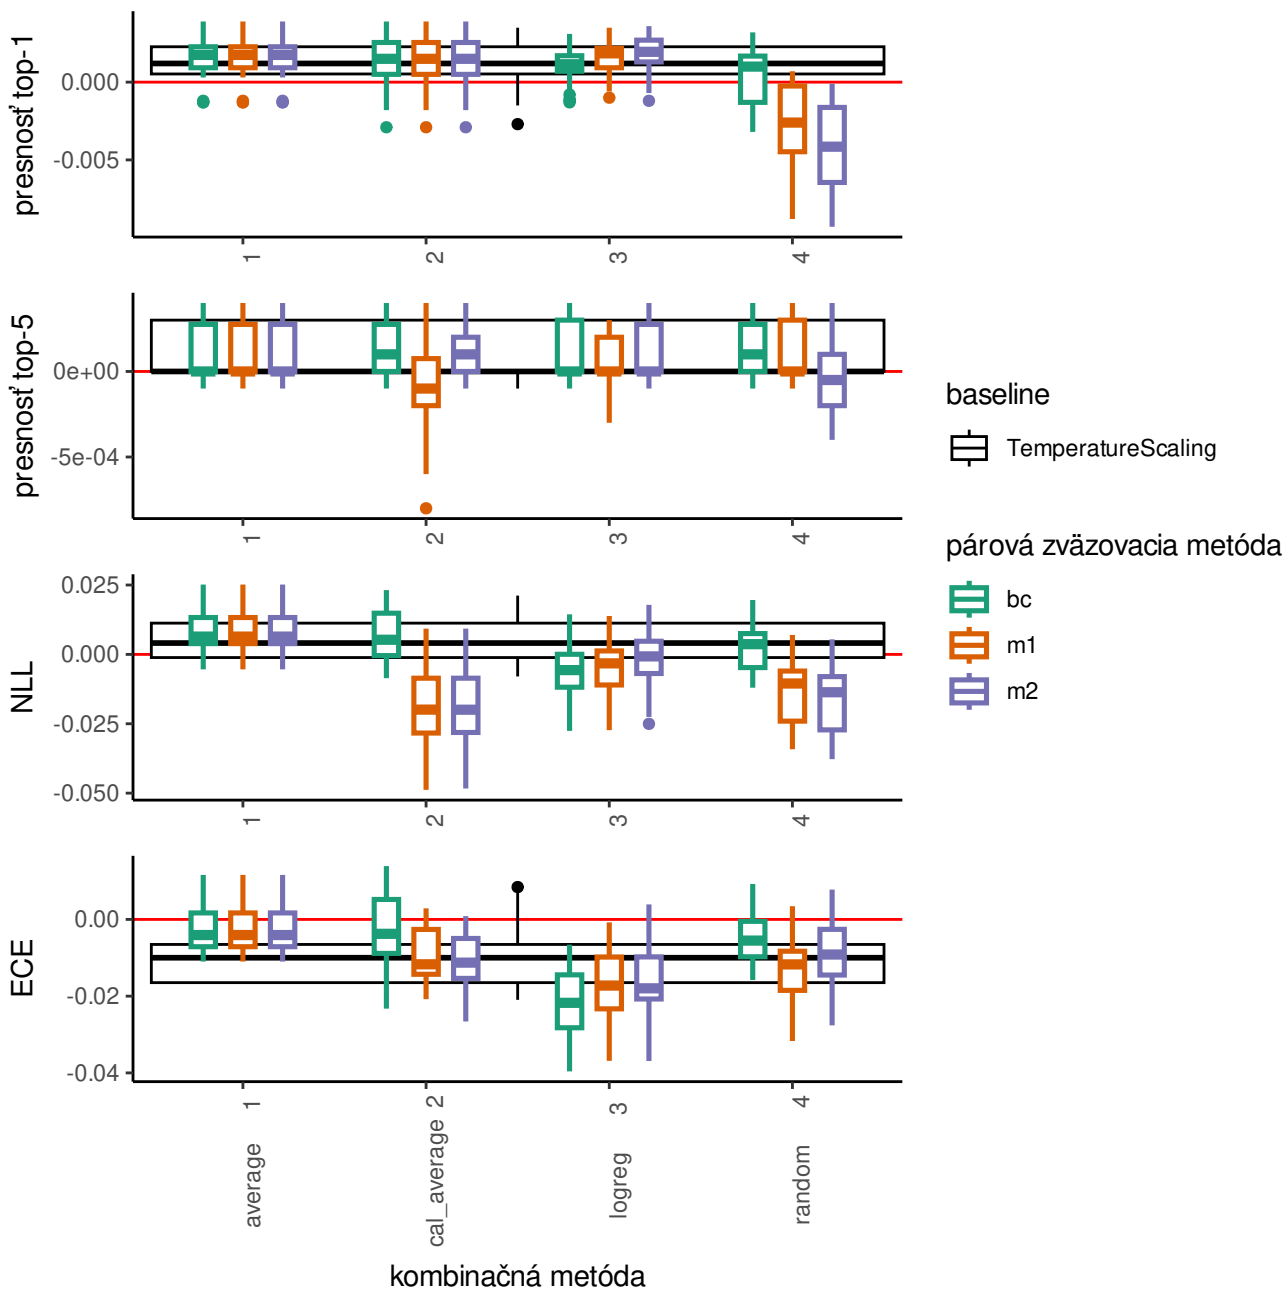 presnosť top-1
0.000
-0.005
1
2
3
4
presnosť top-5
0e+00
-5e-04
1
2
3
4
NLL
0.025
0.000
-0.025
-0.050
1
2
3
4
ECE
0.00
-0.02
-0.04
1
2
3
4
average
cal_average
logreg
random
kombinačná metóda
baseline
TemperatureScaling
párová zväzovacia metóda
bc
m1
m2